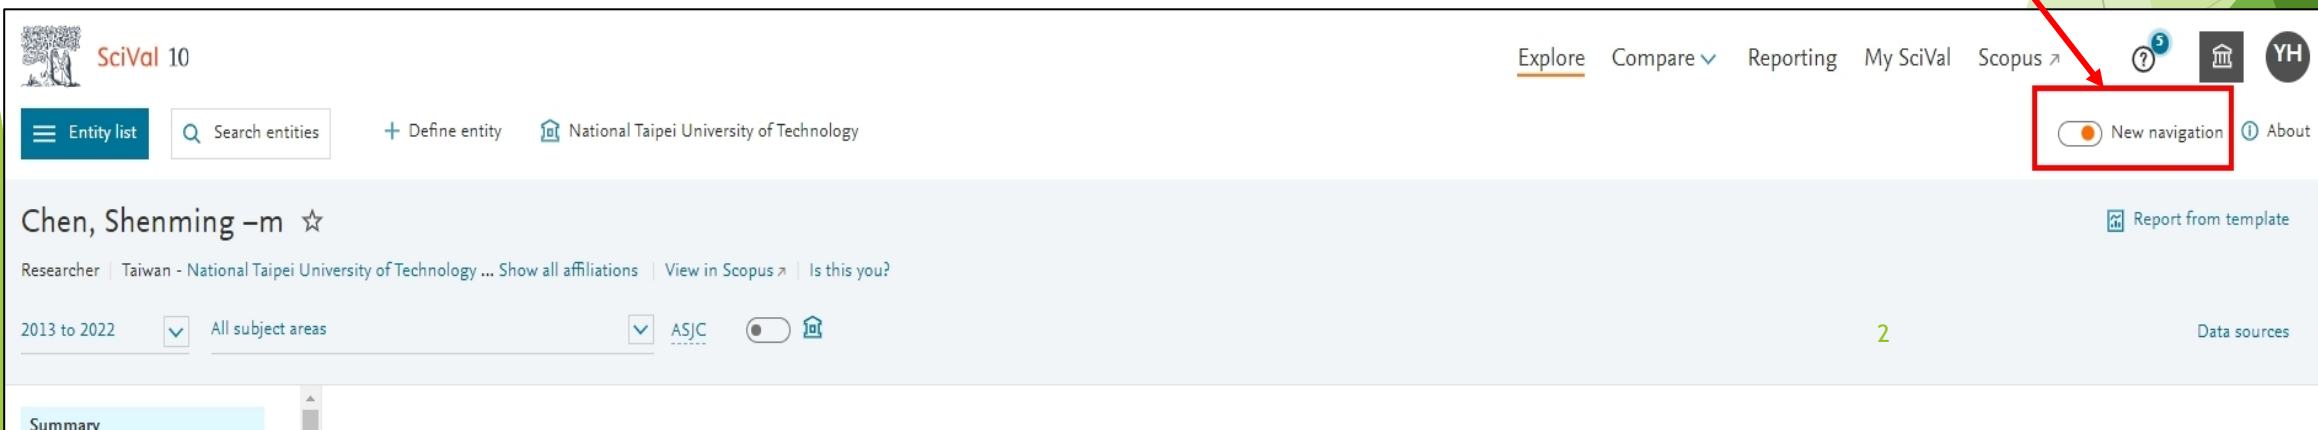 SciVal 10
Explore Compare Reporting My SciVal Scopus 5 YH
Entity list Search entities + Define entity National Taipei University of Technology New navigation About
Chen, Shenming –m
Report from template
Researcher Taiwan - National Taipei University of Technology ... Show all affiliations View in Scopus Is this you?
2013 to 2022 All subject areas ASJC 2 Data sources
Summary